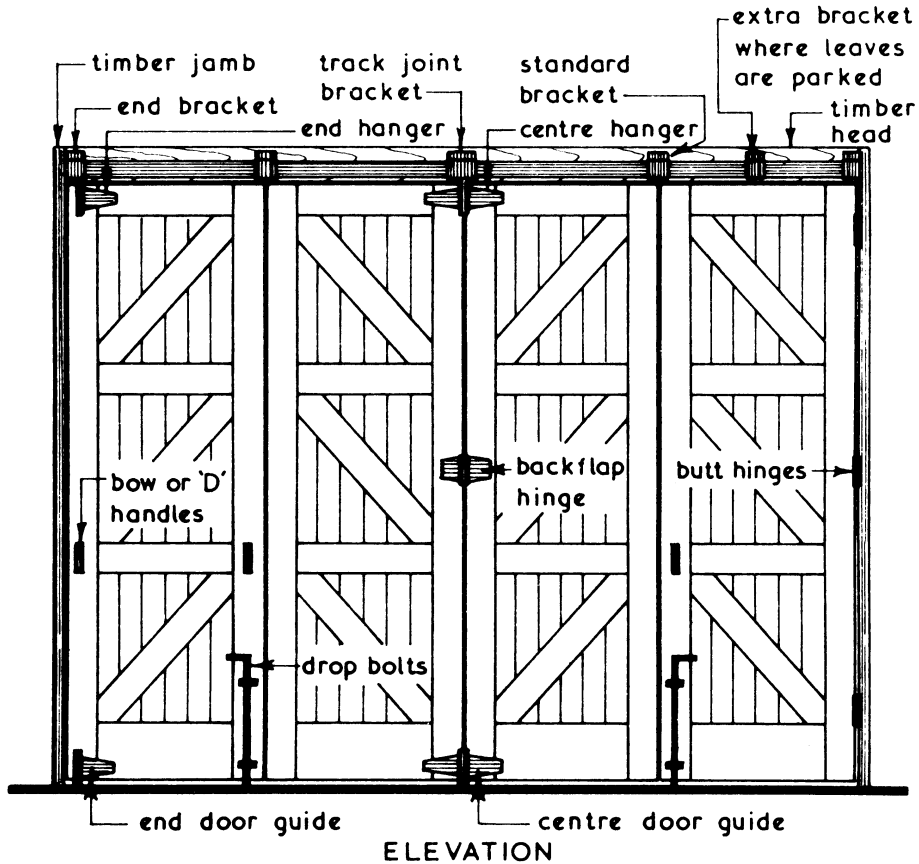 extra bracket
where leaves
are parked
timber jamb
track joint
bracket
standard
bracket
end bracket
timber
head
end hanger
centre hanger
bow or 'D'
handles
backflap
hinge
butt hinges
drop bolts
end door guide
centre door guide
ELEVATION